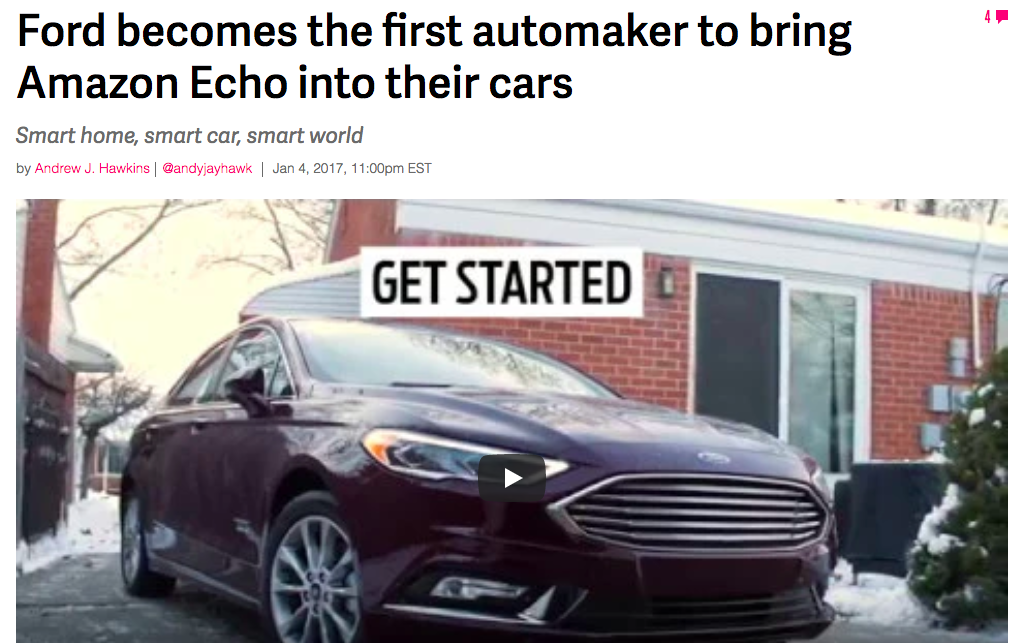 Ford becomes the first automaker to bring
4
Amazon Echo into their cars
Smart home, smart car, smart world
by Andrew J. Hawkins | @andyjayhawk | Jan 4, 2017, 11:00pm EST
GET STARTED